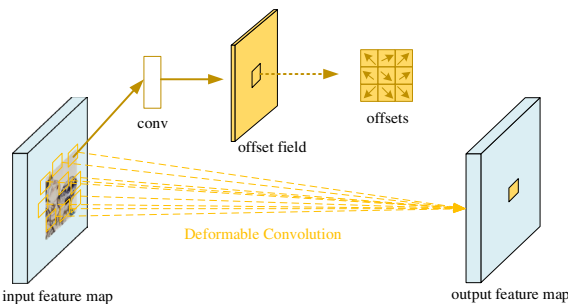 conv
offset field
offsets
Deformable Convolution
input feature map
output feature map